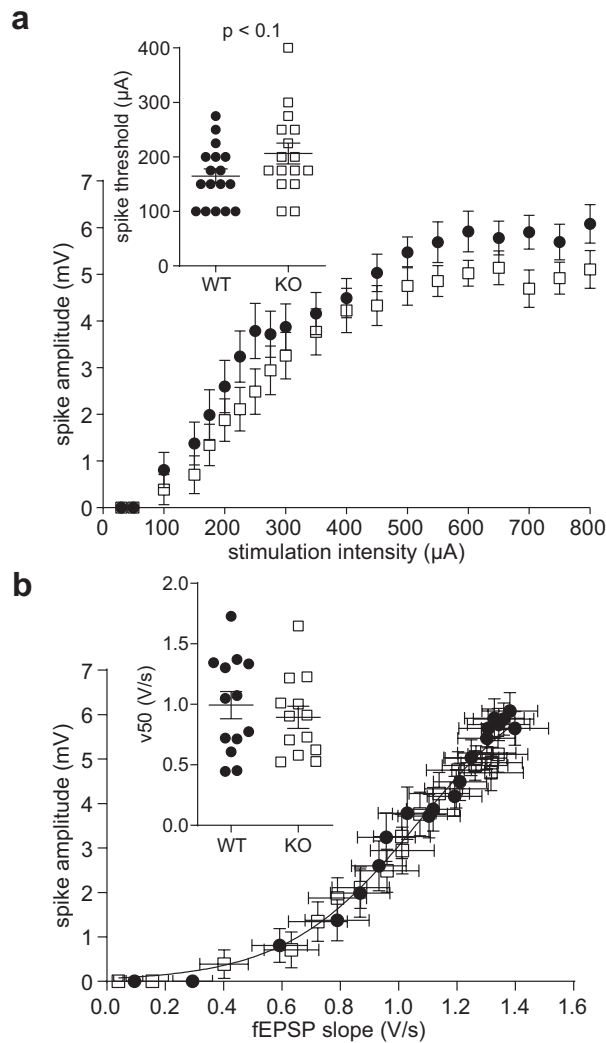 a
p < 0.1
400
300
200
100
0
spike threshold (µA)
WT KO
7
6
5
4
3
2
1
0
spike amplitude (mV)
0 100 200 300 400 500 600 700 800
stimulation intensity (µA)
b
2.0
1.5
1.0
0.5
0.0
v50 (V/s)
WT KO
7
6
5
4
3
2
1
0
spike amplitude (mV)
0.0 0.2 0.4 0.6 0.8 1.0 1.2 1.4 1.6
fEPSP slope (V/s)